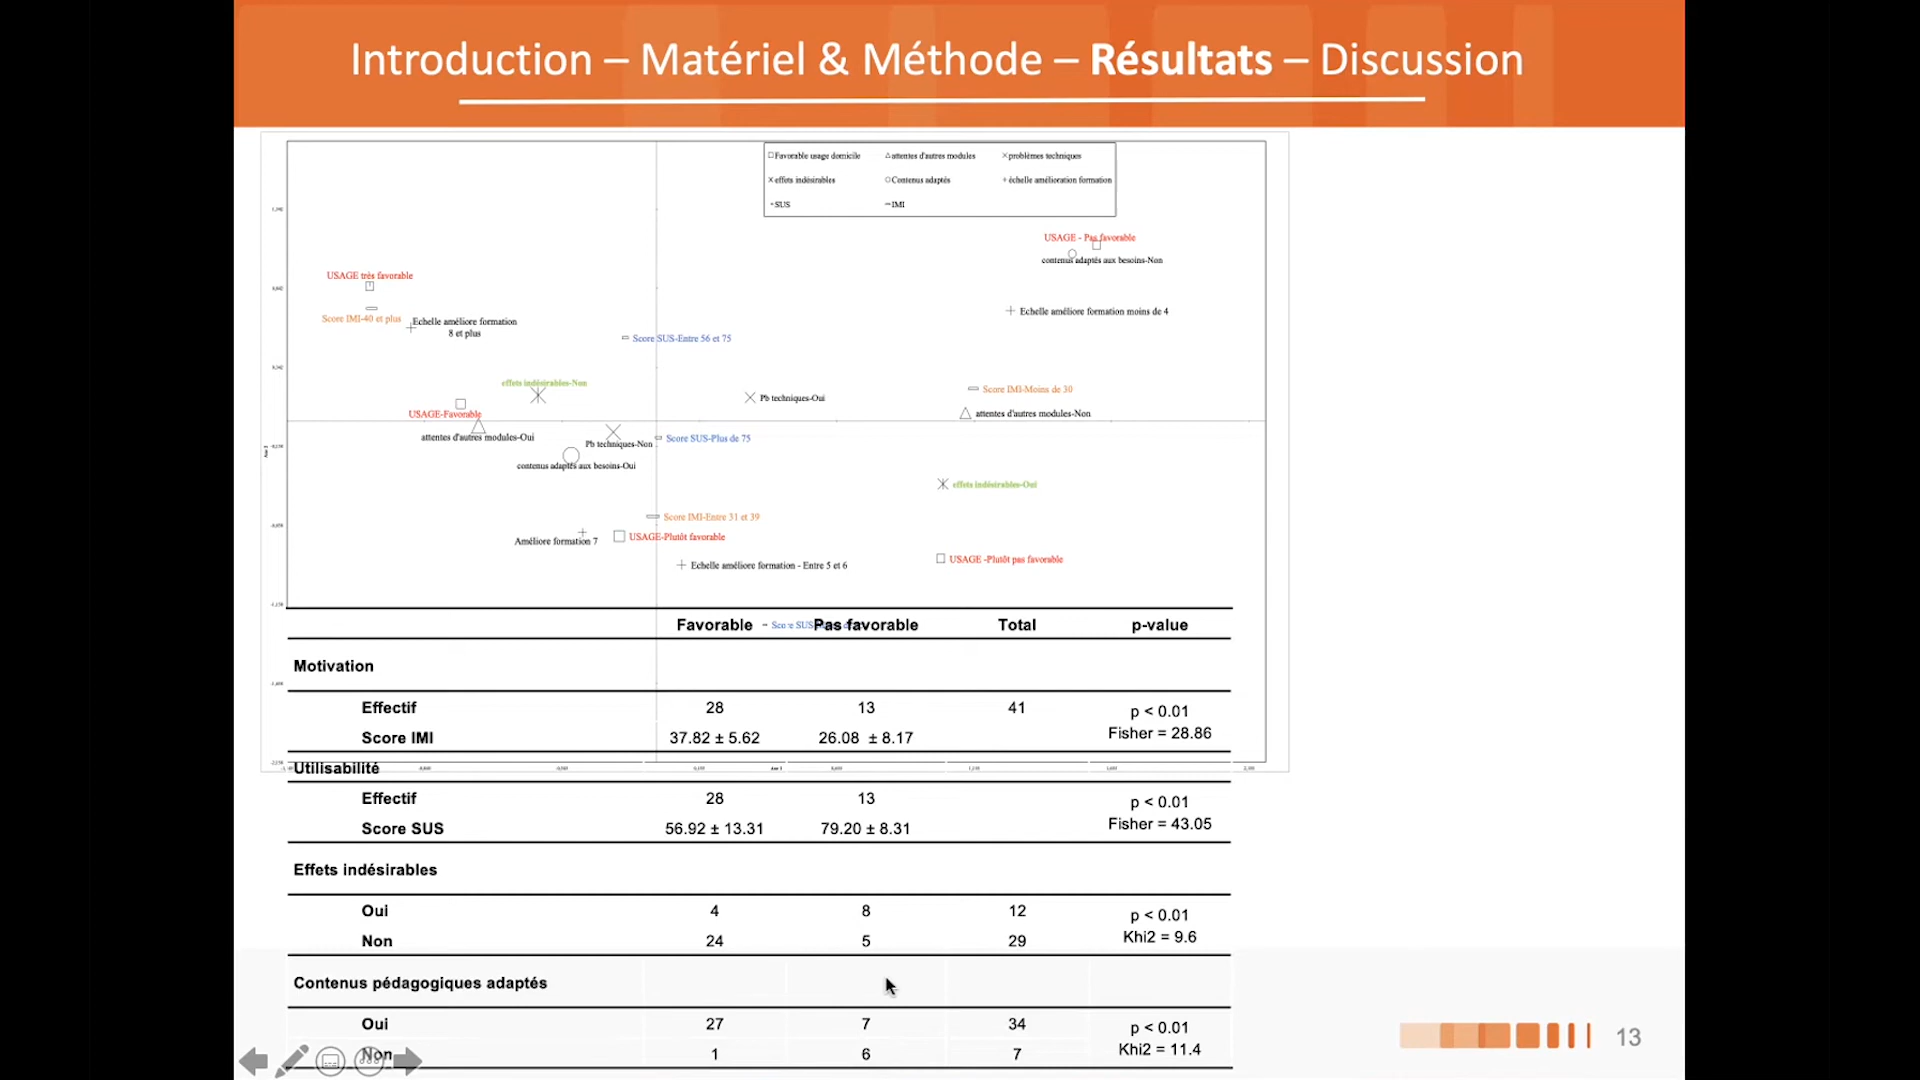 Introduction – Matériel & Méthode – Résultats – Discussion
Favorable usage domicile attentes d'autres modules problèmes techniques
effets indésirables Contenus adaptés échelle amélioration formation
SUS IMI
USAGE - Pas favorable
contenus adaptés aux besoins-Non
USAGE très favorable
Score IMI-40 et plus
Echelle améliore formation
8 et plus
Echelle améliore formation moins de 4
Score SUS-Entre 56 et 75
effets indésirables-Non
Score IMI-Moins de 30
Pb techniques-Oui
USAGE-Favorable
attentes d'autres modules-Non
attentes d'autres modules-Oui
Pb techniques-Non
Score SUS-Plus de 75
contenus adaptés aux besoins-Oui
effets indésirables-Oui
Score IMI-Entre 31 et 39
Améliore formation 7
USAGE-Plutôt favorable
USAGE -Plutôt pas favorable
Echelle améliore formation - Entre 5 et 6
Favorable Score SUS Pas favorable Total p-value
Motivation
Effectif 28 13 41 p < 0.01
Score IMI 37.82 ± 5.62 26.08 ± 8.17 Fisher = 28.86
Utilisabilité
Axe 1
Effectif 28 13 p < 0.01
Score SUS 56.92 ± 13.31 79.20 ± 8.31 Fisher = 43.05
Effets indésirables
Oui 4 8 12 p < 0.01
Non 24 5 29 Khi2 = 9.6
Contenus pédagogiques adaptés
Oui 27 7 34 p < 0.01
Non 1 6 7 Khi2 = 11.4
13